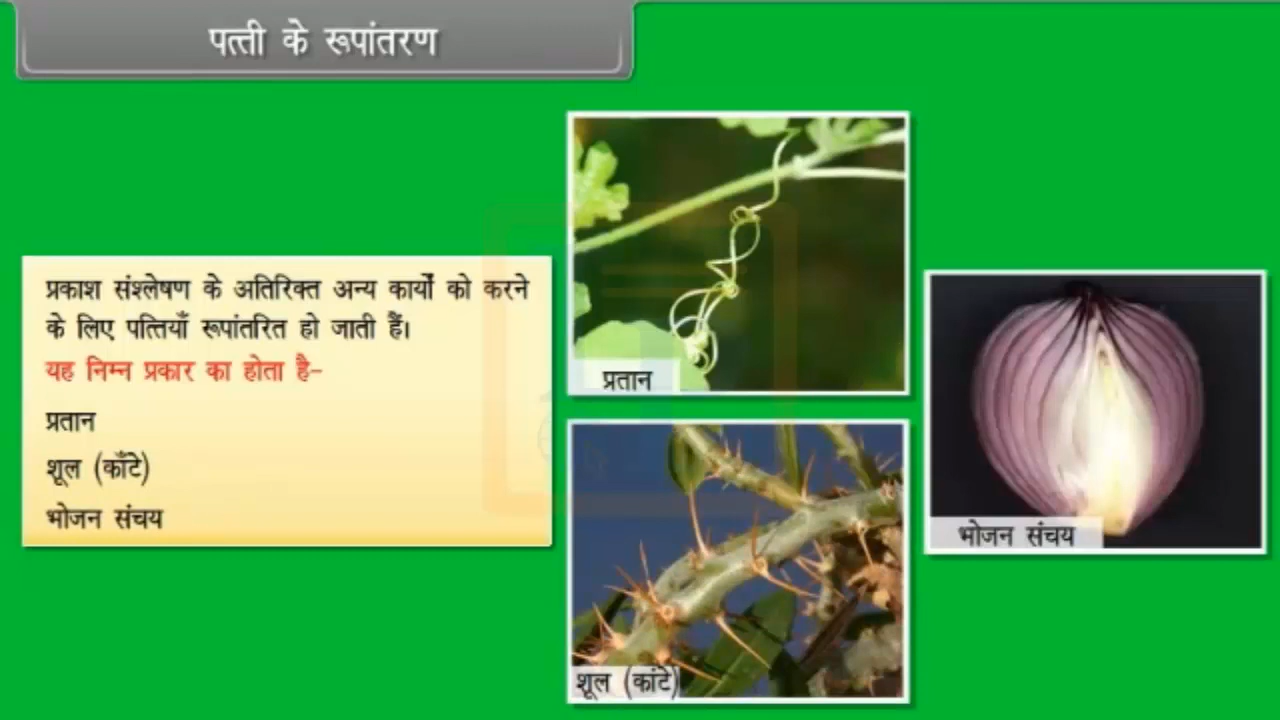 पत्ती के रूपांतरण
प्रकाश संश्लेषण के अतिरिक्त अन्य कार्यों को करने
के लिए पत्तियाँ रूपांतरित हो जाती हैं।
यह निम्न प्रकार का होता है-
प्रतान
शूल (काँटे)
भोजन संचय
प्रतान
शूल (कांटे)
भोजन संचय